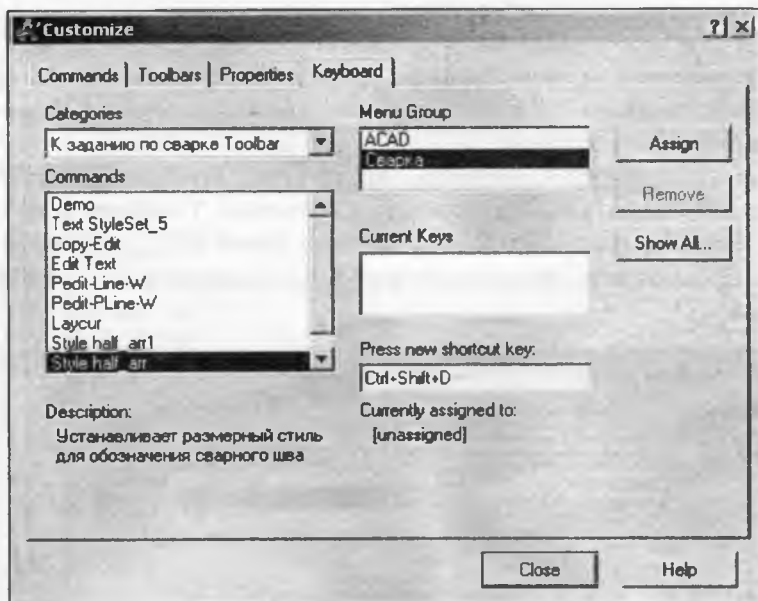 Customize
Commands
Toolbars
Properties
Keyboard
Categories
К заданию по сварке Toolbar
Commands
Demo
Text StyleSet_5
Copy-Edit
Edit Text
Pedit-Line-W
Pedit-PLine-W
Laycur
Style half_arr1
Style half_arr
Description:
Устанавливает размерный стиль
для обозначения сварного шва
Menu Group
ACAD
Сварка
Current Keys
Press new shortcut key:
Ctrl+Shift+D
Currently assigned to:
[unassigned]
Assign
Remove
Show All...
Close
Help